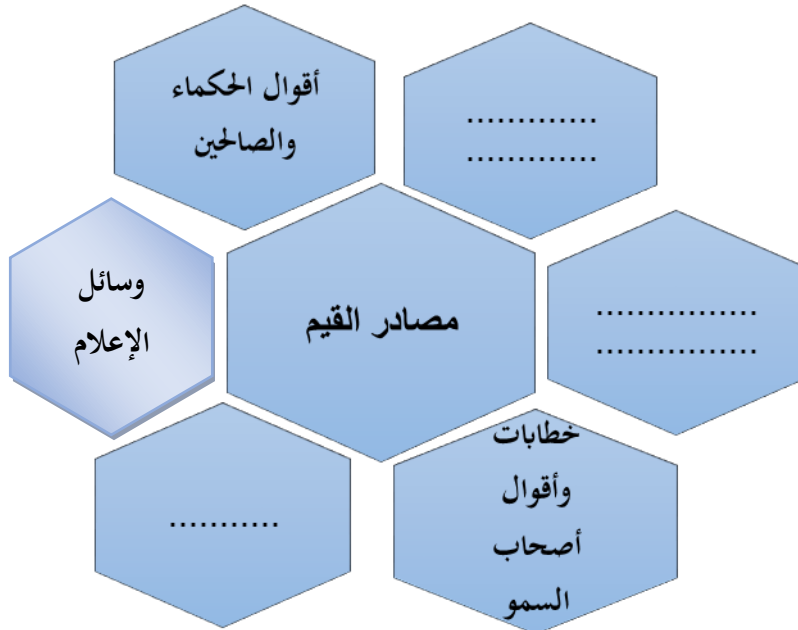 أقوال الحكماء
والصالحين
.............
.............
وسائل
الإعلام
مصادر القيم
................
................
...........
خطابات
وأقوال
أصحاب
السمو